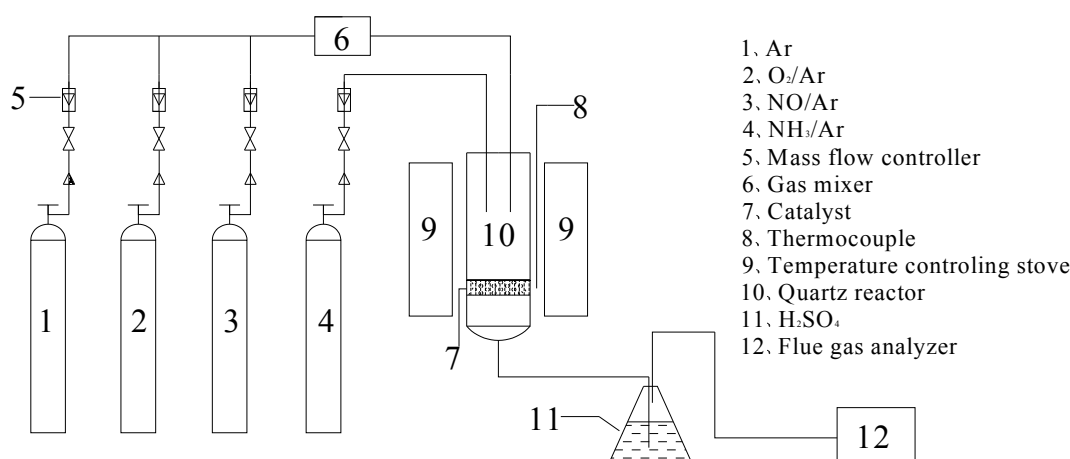 6
5
8
9
10
9
1
2
3
4
7
11
12
1、Ar
2、O₂/Ar
3、NO/Ar
4、NH₃/Ar
5、Mass flow controller
6、Gas mixer
7、Catalyst
8、Thermocouple
9、Temperature controling stove
10、Quartz reactor
11、H₂SO₄
12、Flue gas analyzer